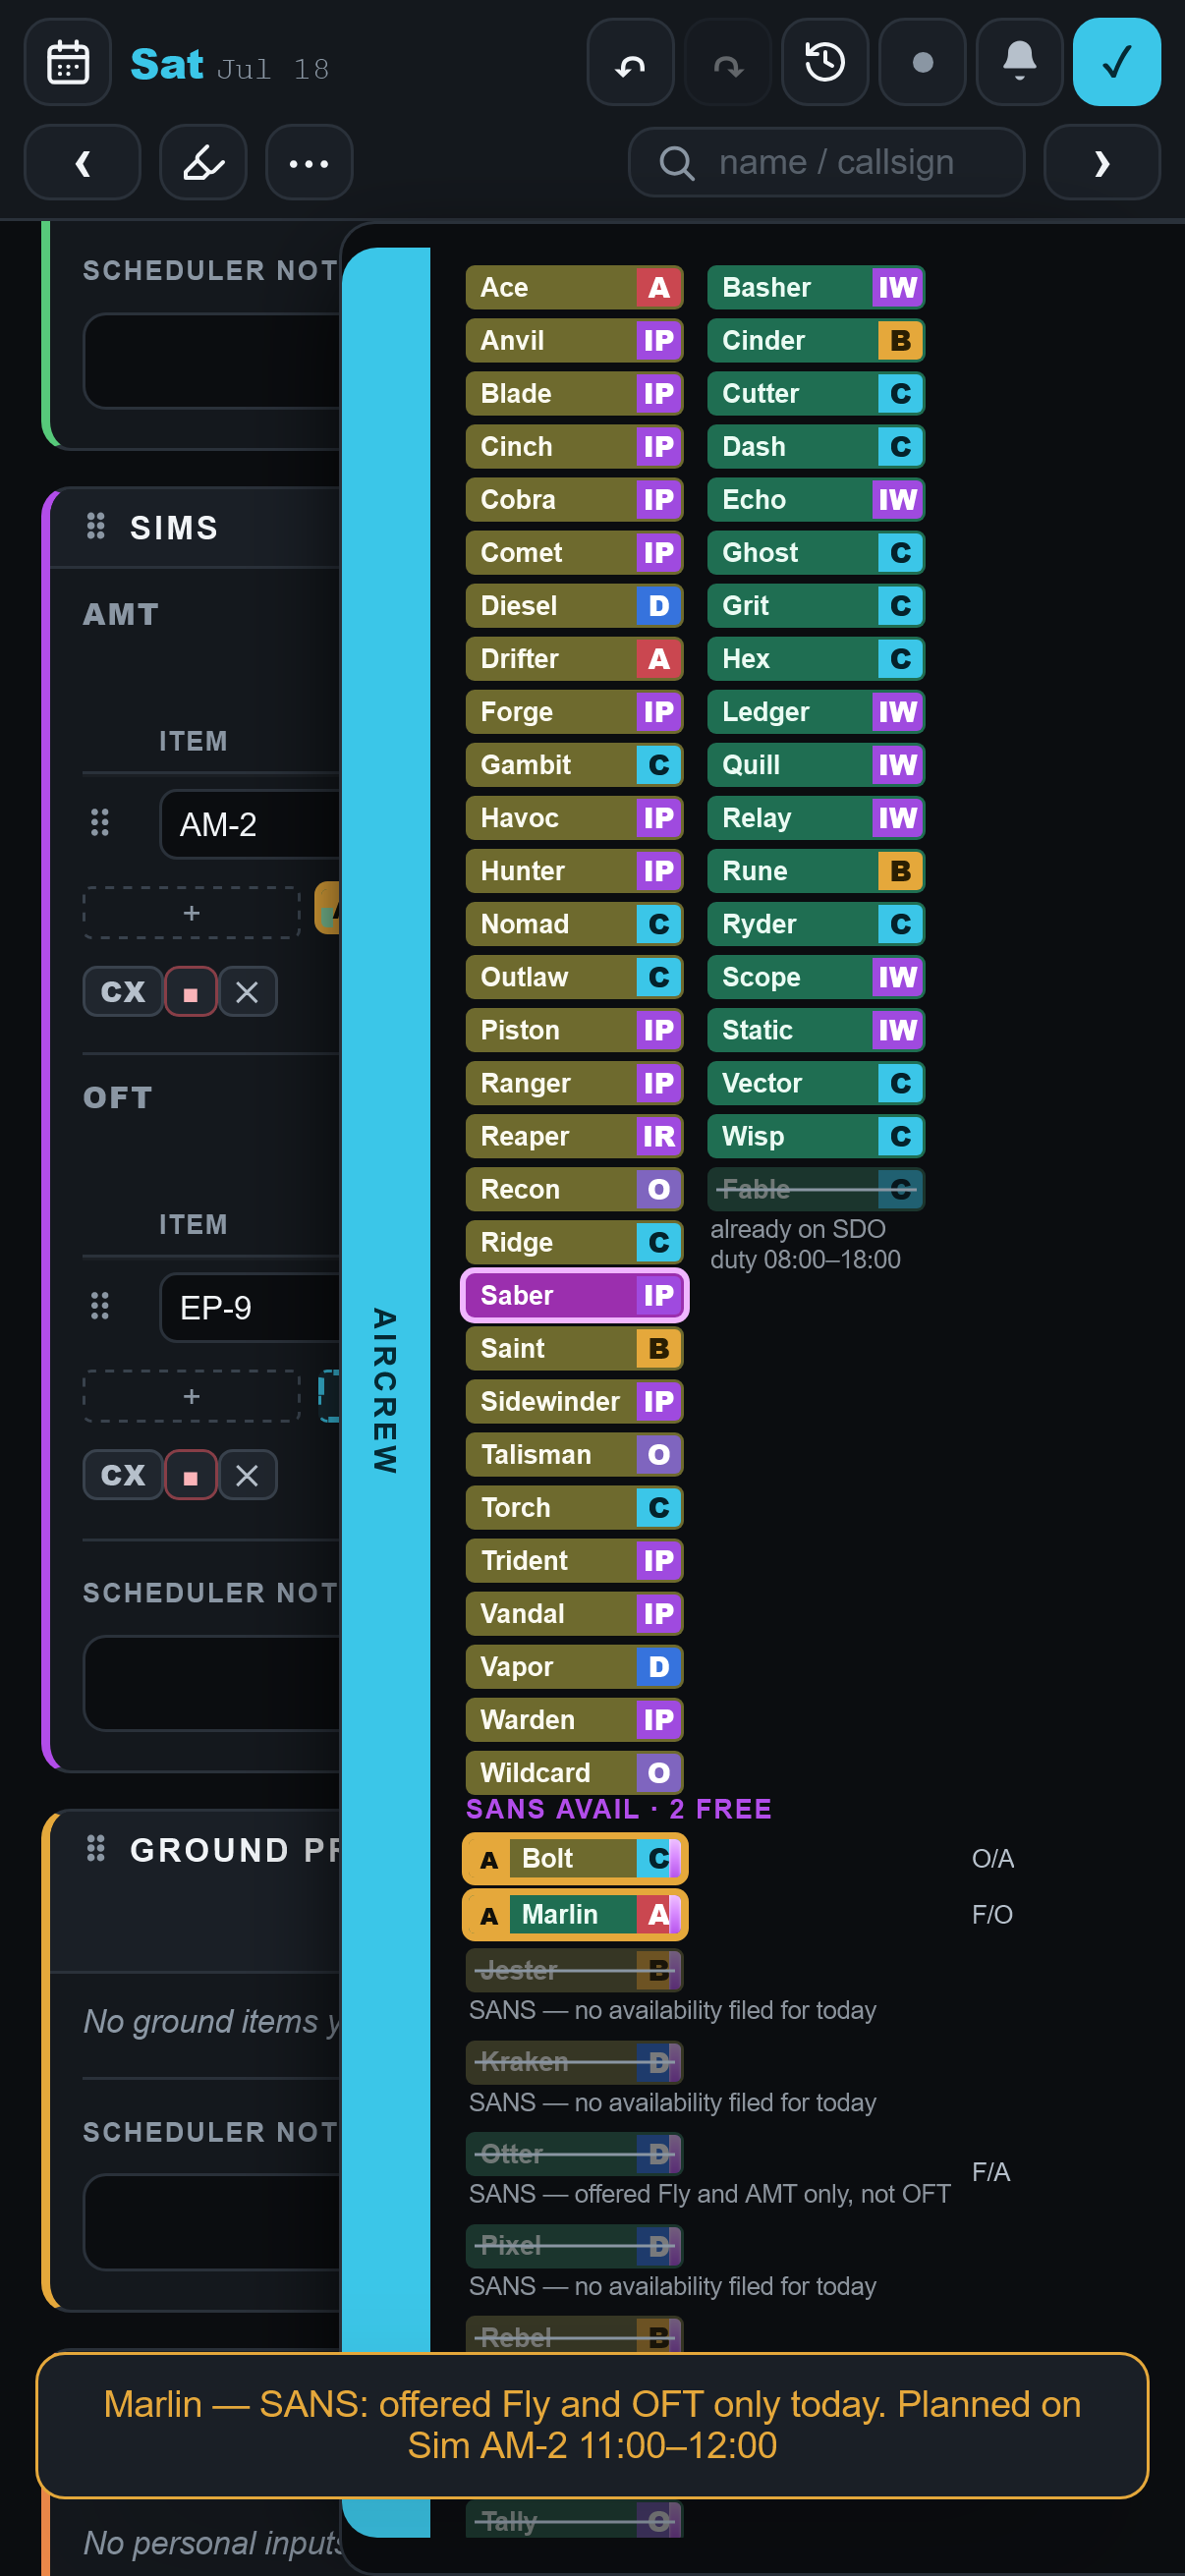 Sat Jul 18
name / callsign
SCHEDULER NOT
SIMS
AMT
ITEM
AM-2
+
CX
OFT
ITEM
EP-9
+
CX
SCHEDULER NOT
GROUND PR
No ground items y
SCHEDULER NOT
No personal inputs
AIRCREW
Ace A
Anvil IP
Blade IP
Cinch IP
Cobra IP
Comet IP
Diesel D
Drifter A
Forge IP
Gambit C
Havoc IP
Hunter IP
Nomad C
Outlaw C
Piston IP
Ranger IP
Reaper IR
Recon O
Ridge C
Saber IP
Saint B
Sidewinder IP
Talisman O
Torch C
Trident IP
Vandal IP
Vapor D
Warden IP
Wildcard O
Basher IW
Cinder B
Cutter C
Dash C
Echo IW
Ghost C
Grit C
Hex C
Ledger IW
Quill IW
Relay IW
Rune B
Ryder C
Scope IW
Static IW
Vector C
Wisp C
Fable C
already on SDO
duty 08:00–18:00
SANS AVAIL · 2 FREE
A Bolt C O/A
A Marlin A F/O
Jester B
SANS — no availability filed for today
Kraken D
SANS — no availability filed for today
Otter D F/A
SANS — offered Fly and AMT only, not OFT
Pixel D
SANS — no availability filed for today
Rebel B
Marlin — SANS: offered Fly and OFT only today. Planned on
Sim AM-2 11:00–12:00
Tally O